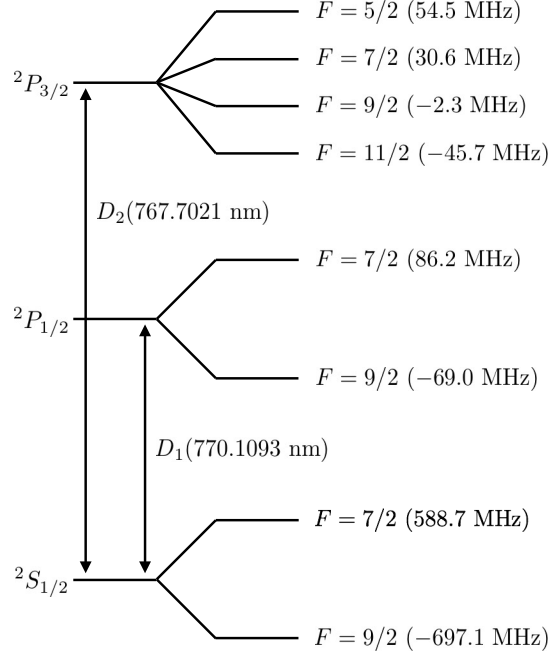 F = 5/2 (54.5 MHz)
F = 7/2 (30.6 MHz)
²P₃/₂
F = 9/2 (−2.3 MHz)
F = 11/2 (−45.7 MHz)
D₂(767.7021 nm)
F = 7/2 (86.2 MHz)
²P₁/₂
F = 9/2 (−69.0 MHz)
D₁(770.1093 nm)
F = 7/2 (588.7 MHz)
²S₁/₂
F = 9/2 (−697.1 MHz)